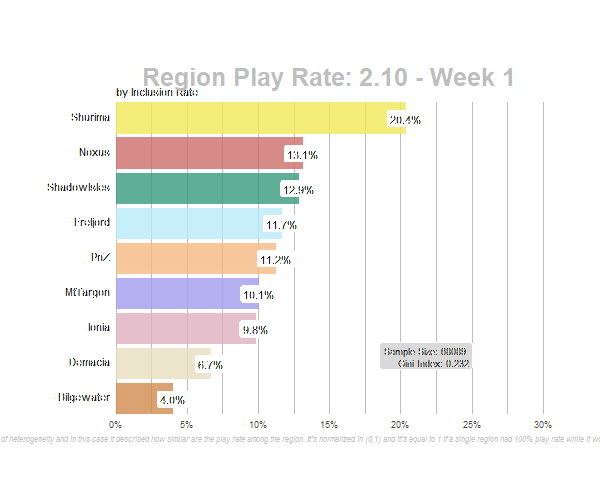 Region Play Rate: 2.10 - Week 1
by Inclusion Rate
Shurima
20.4%
Noxus
13.1%
ShadowIsles
12.9%
Freljord
11.7%
PnZ
11.2%
MtTargon
10.1%
Ionia
9.8%
Demacia
6.7%
Bilgewater
4.0%
Sample Size:
Gini Index: 0.232
0% 5% 10% 15% 20% 25% 30%
of heterogeneity and in this case it described how similar are the play rate among the region. It's normalized in (0,1) and it's equal to 1 if a single region had 100% play rate while it wo